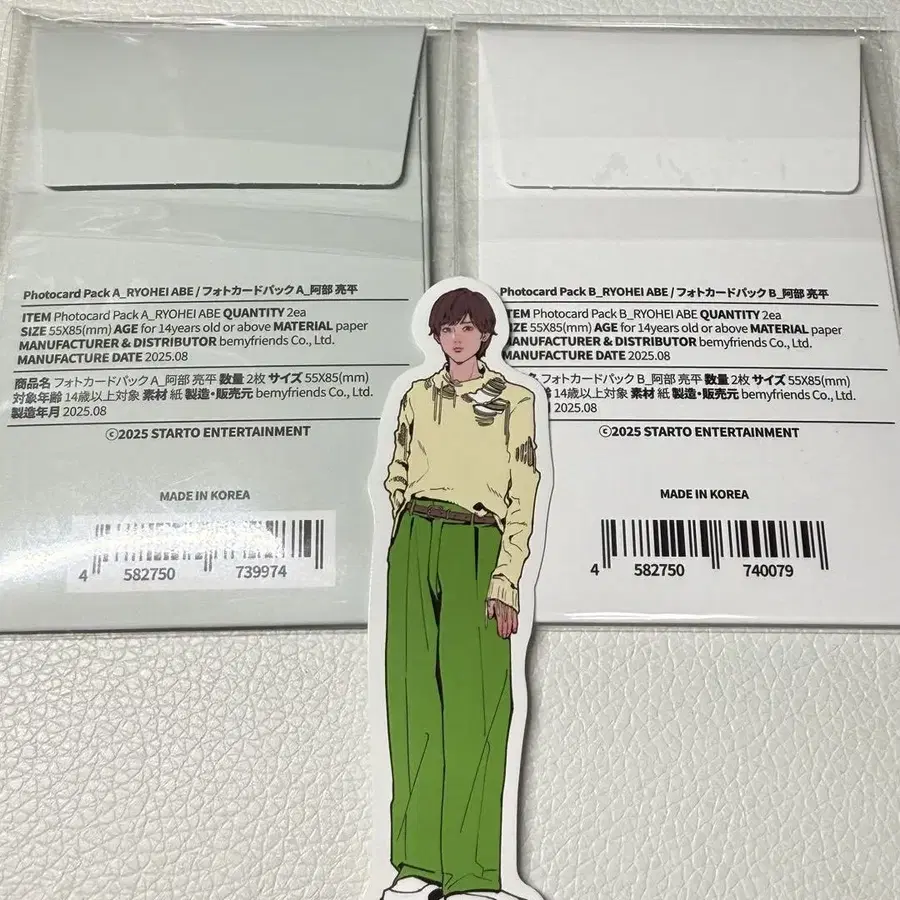 Photocard Pack A_RYOHEI ABE / フォトカードパック A_阿部 亮平
ITEM Photocard Pack A_RYOHEI ABE QUANTITY 2ea
SIZE 55X85(mm) AGE for 14years old or above MATERIAL paper
MANUFACTURER & DISTRIBUTOR bemyfriends Co., Ltd.
MANUFACTURE DATE 2025.08
商品名 フォトカードパック A_阿部 亮平 数量 2枚 サイズ 55X85(mm)
対象年齢 14歳以上対象 素材 紙 製造・販売元 bemyfriends Co., Ltd.
製造年月 2025.08
©2025 STARTO ENTERTAINMENT
MADE IN KOREA
4 582750 739974
Photocard Pack B_RYOHEI ABE / フォトカードパック B_阿部 亮平
TEM Photocard Pack B_RYOHEI ABE QUANTITY 2ea
SIZE 55X85(mm) AGE for 14years old or above MATERIAL paper
MANUFACTURER & DISTRIBUTOR bemyfriends Co., Ltd.
MANUFACTURE DATE 2025.08
フォトカードパック B_阿部 亮平 数量 2枚 サイズ 55X85(mm)
14歳以上対象 素材 紙 製造・販売元 bemyfriends Co., Ltd.
2025.08
©2025 STARTO ENTERTAINMENT
MADE IN KOREA
4 582750 740079